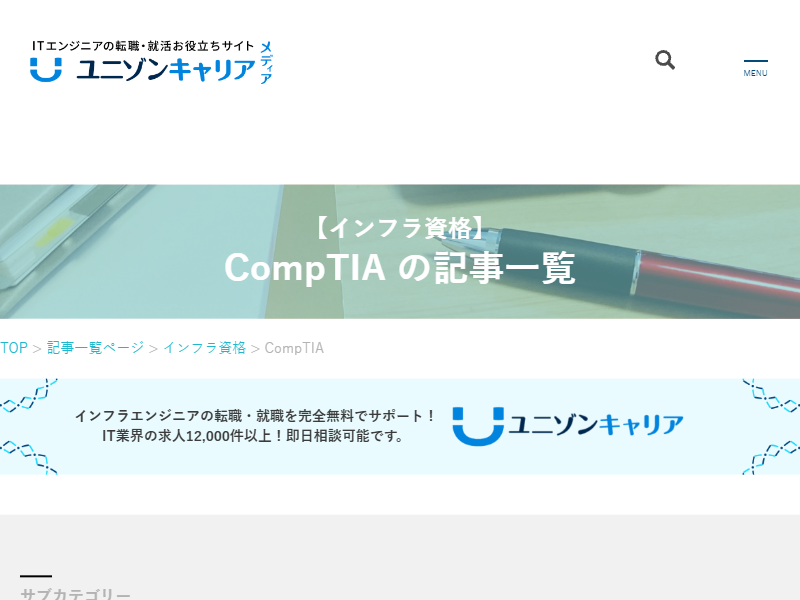 ITエンジニアの転職・就活お役立ちサイト
ユニゾンキャリア
メディア
MENU
【インフラ資格】
CompTIA の記事一覧
TOP > 記事一覧ページ > インフラ資格 > CompTIA
インフラエンジニアの転職・就職を完全無料でサポート！
IT業界の求人12,000件以上！即日相談可能です。
ユニゾンキャリア
サブカテゴリー